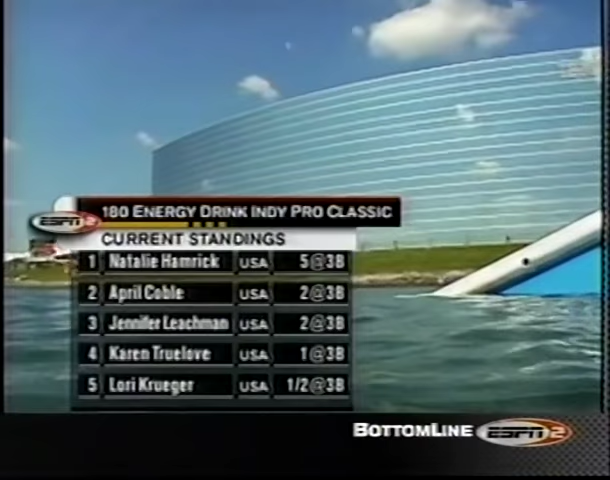 180 ENERGY DRINK INDY PRO CLASSIC
ESPN2
CURRENT STANDINGS
1 Natalie Hamrick USA 5@38
2 April Coble USA 2@38
3 Jennifer Leachman USA 2@38
4 Karen Truelove USA 1@38
5 Lori Krueger USA 1/2@38
BOTTOMLINE ESPN2